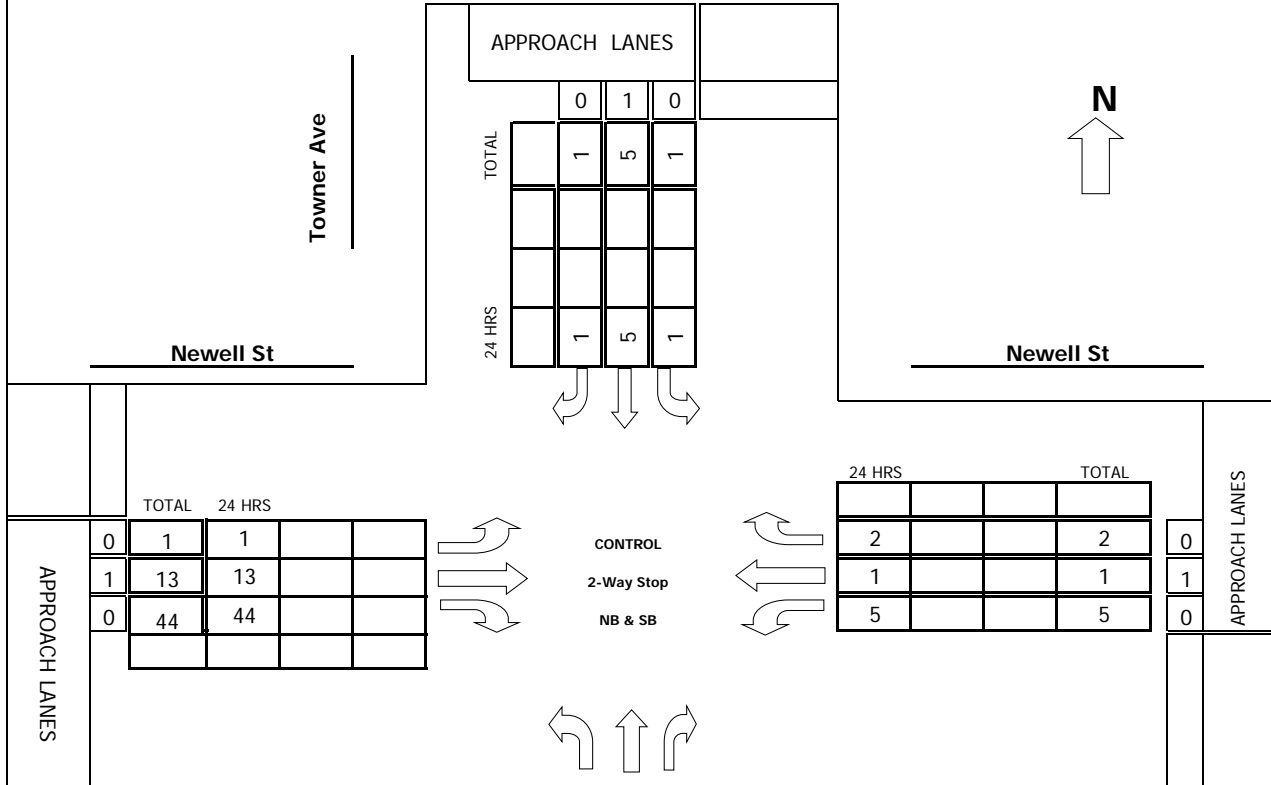 APPROACH LANES
0 1 0
N
Towner Ave
TOTAL
1 5 1
24 HRS
1 5 1
Newell St
Newell St
TOTAL 24 HRS
0 1 1
1 13 13
0 44 44
APPROACH LANES
CONTROL
2-Way Stop
NB & SB
24 HRS TOTAL
2 2 0
1 1 1
5 5 0
APPROACH LANES